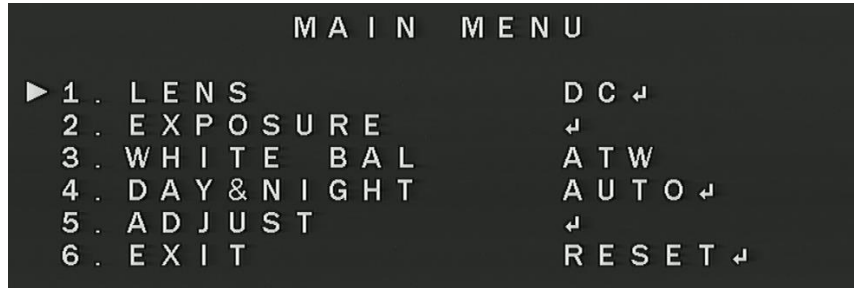 MAIN MENU
1. LENS DC↵
2. EXPOSURE ↵
3. WHITE BAL ATW
4. DAY&NIGHT AUTO↵
5. ADJUST ↵
6. EXIT RESET↵